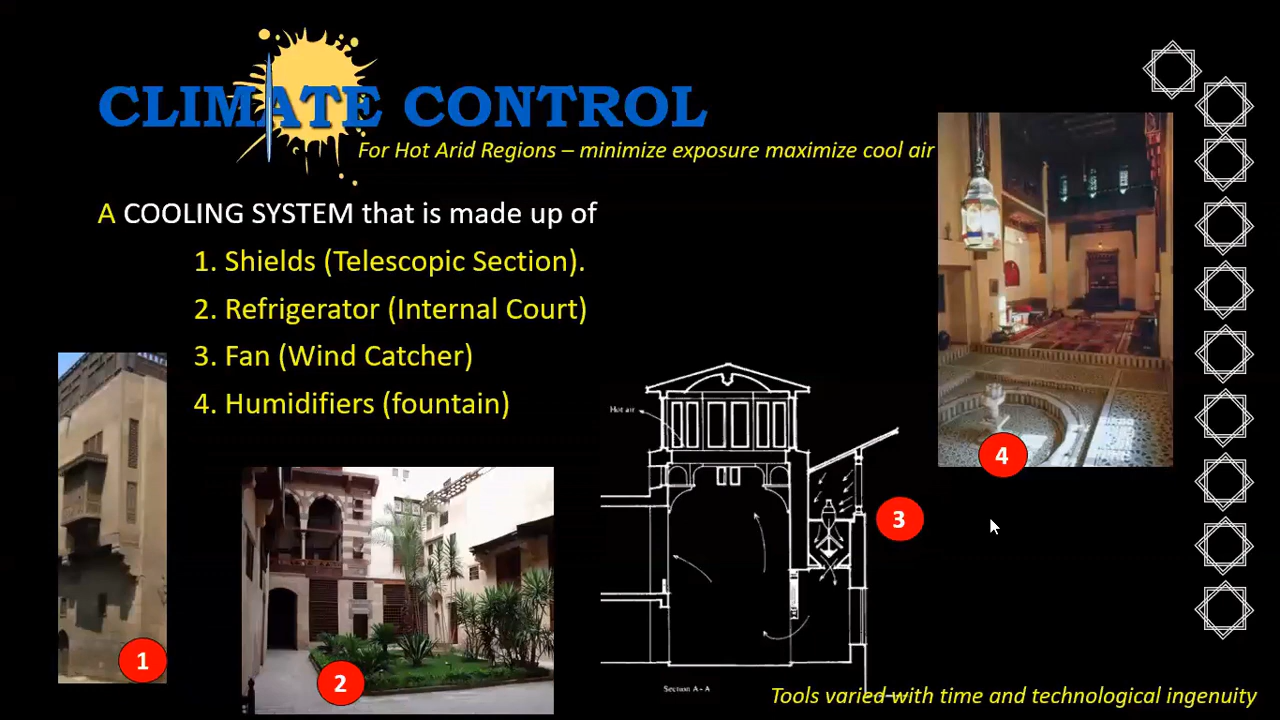 CLIMATE CONTROL
For Hot Arid Regions – minimize exposure maximize cool air
A COOLING SYSTEM that is made up of
1. Shields (Telescopic Section).
2. Refrigerator (Internal Court)
3. Fan (Wind Catcher)
4. Humidifiers (fountain)
Hot air
4
3
1
2
Section A - A
Tools varied with time and technological ingenuity